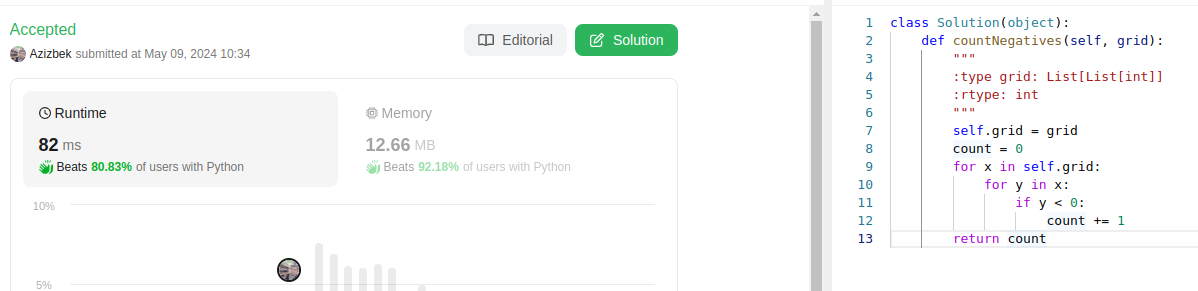 Accepted
Azizbek submitted at May 09, 2024 10:34
Editorial
Solution
Runtime
82 ms
Beats 80.83% of users with Python
Memory
12.66 MB
Beats 92.18% of users with Python
10%
5%
1 class Solution(object):
2     def countNegatives(self, grid):
3         """
4         :type grid: List[List[int]]
5         :rtype: int
6         """
7         self.grid = grid
8         count = 0
9         for x in self.grid:
10             for y in x:
11                 if y < 0:
12                     count += 1
13         return count